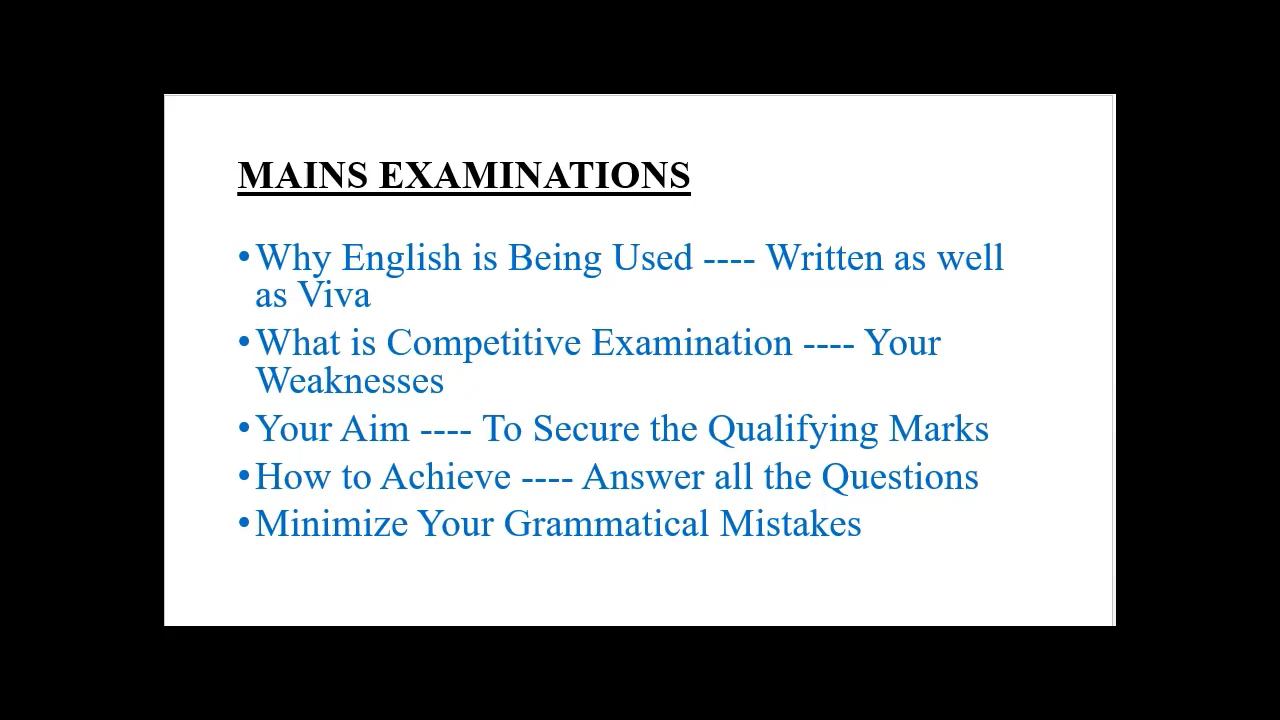 MAINS EXAMINATIONS
•Why English is Being Used ---- Written as well
as Viva
•What is Competitive Examination ---- Your
Weaknesses
•Your Aim ---- To Secure the Qualifying Marks
•How to Achieve ---- Answer all the Questions
•Minimize Your Grammatical Mistakes